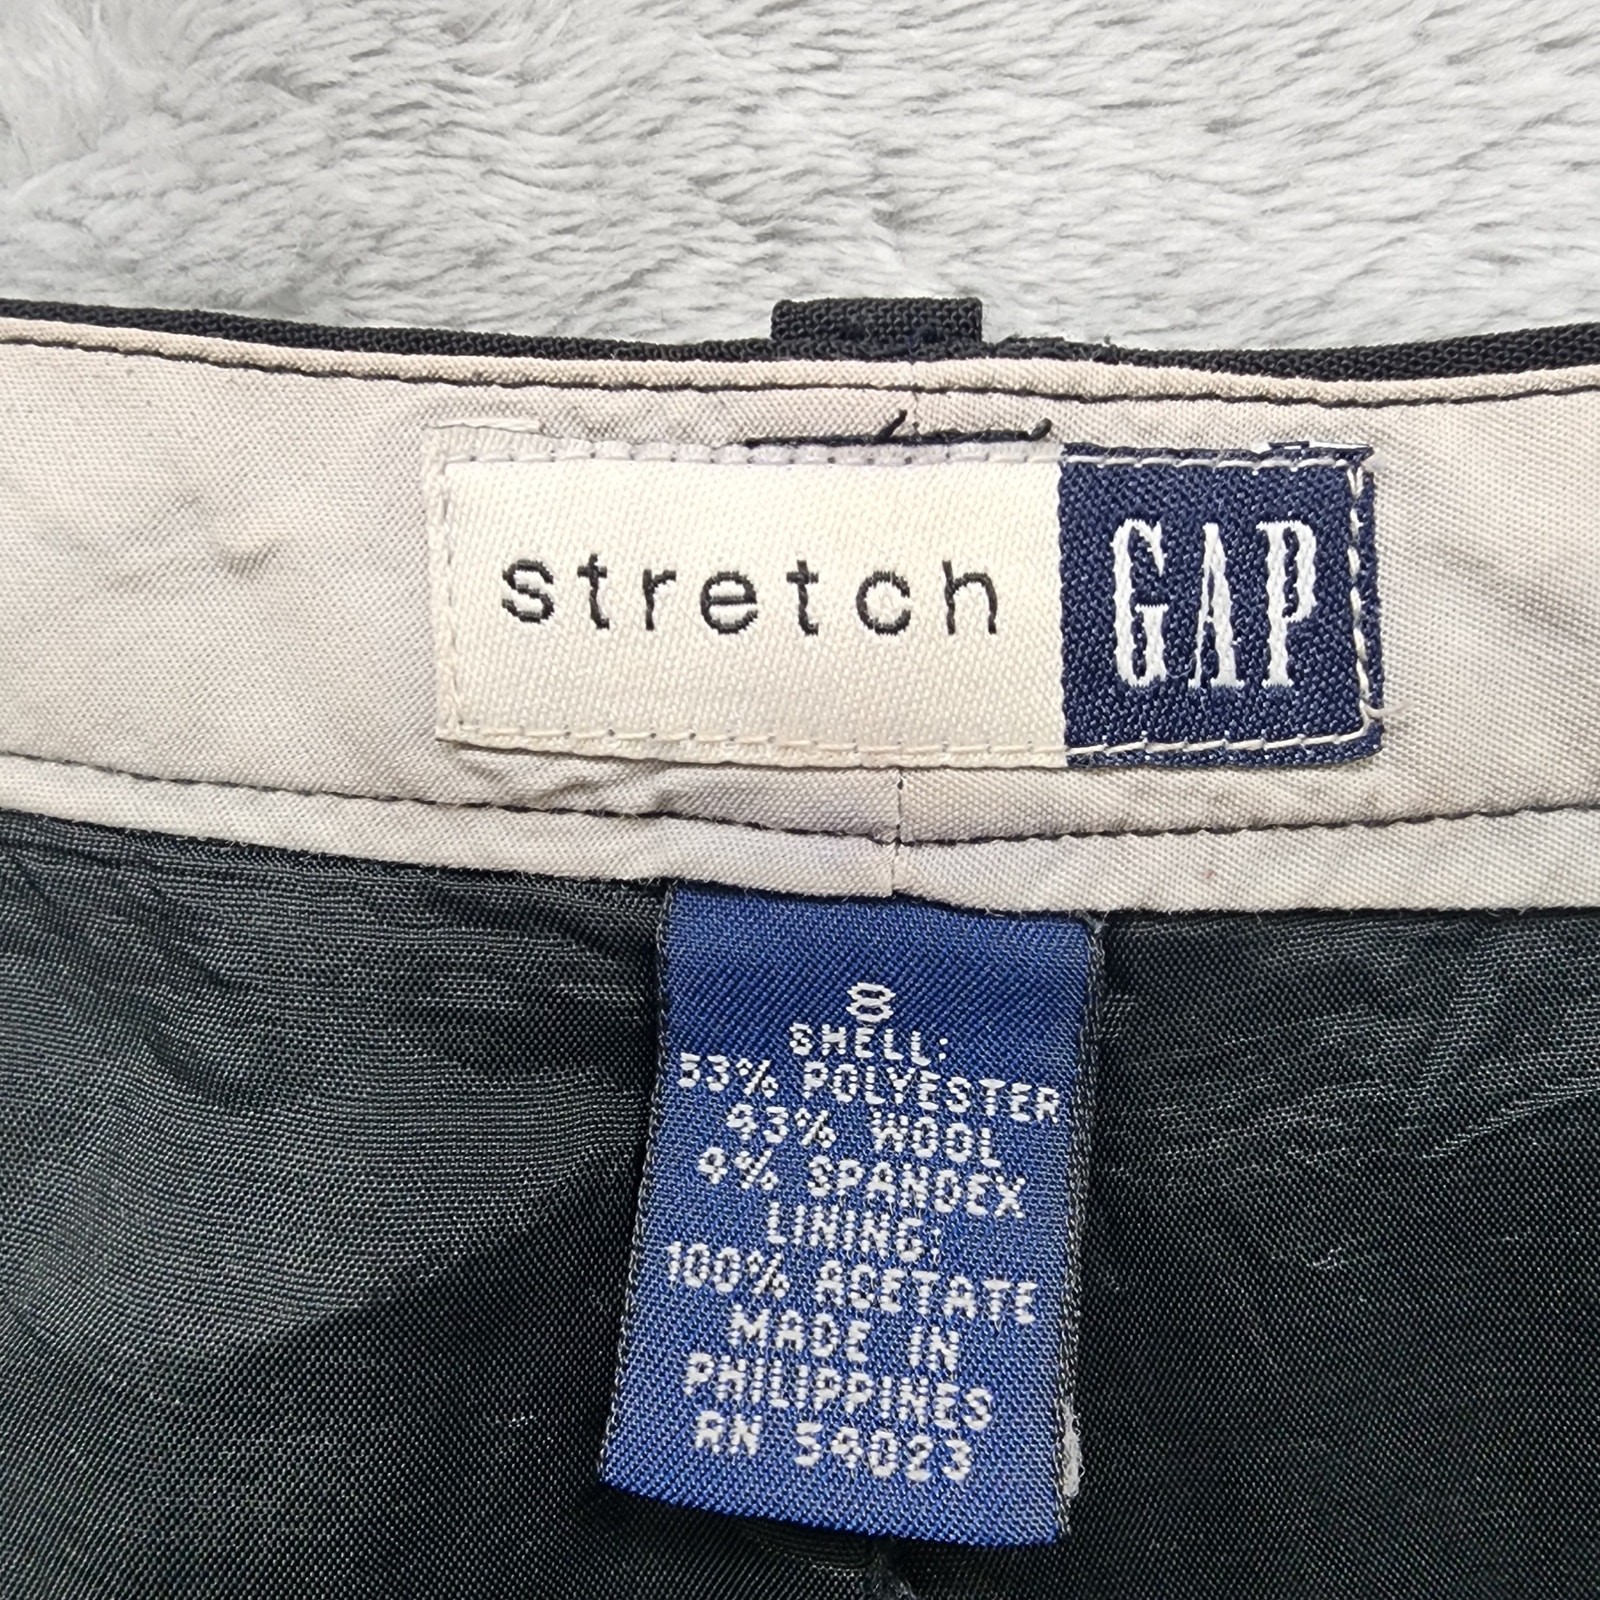 stretch GAP
8
SHELL:
53% POLYESTER
43% WOOL
4% SPANDEX
LINING:
100% ACETATE
MADE IN
PHILIPPINES
RN 54023